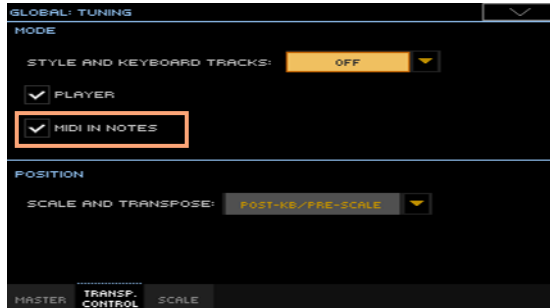 GLOBAL: TUNING
MODE
STYLE AND KEYBOARD TRACKS: OFF
PLAYER
MIDI IN NOTES
POSITION
SCALE AND TRANSPOSE: POST-KB/PRE-SCALE
MASTER TRANSP. CONTROL SCALE